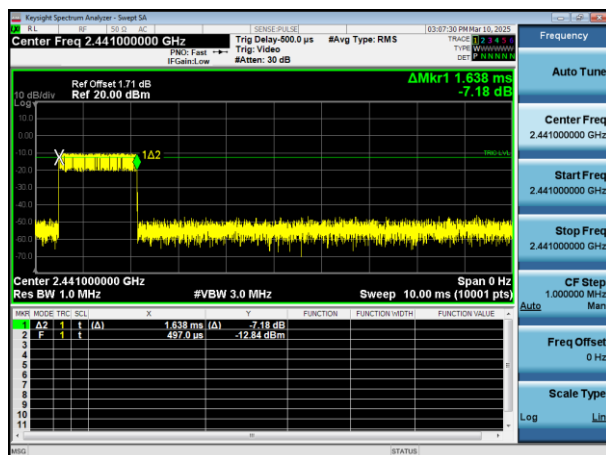 Keysight Spectrum Analyzer - Swept SA
RL RF 50 Ω AC SENSE:PULSE 03:07:30 PM Mar 10, 2025
Center Freq 2.441000000 GHz
PNO: Fast
IFGain:Low
Trig Delay-500.0 µs
Trig: Video
#Atten: 30 dB
#Avg Type: RMS
TRACE 1 2 3 4 5 6
TYPE WWWWWW
DET P N N N N N
Ref Offset 1.71 dB
10 dB/div Ref 20.00 dBm
Log
ΔMkr1 1.638 ms
-7.18 dB
10.0
0.00
-10.0
-20.0
-30.0
-40.0
-50.0
-60.0
-70.0
1Δ2
TRIG LVL
Center 2.441000000 GHz Span 0 Hz
Res BW 1.0 MHz #VBW 3.0 MHz Sweep 10.00 ms (10001 pts)
MKR MODE TRC SCL X Y FUNCTION FUNCTION WIDTH FUNCTION VALUE
1 Δ2 1 t (Δ) 1.638 ms (Δ) -7.18 dB
2 F 1 t 497.0 µs -12.84 dBm
3
4
5
6
7
8
9
10
11
MSG STATUS
Frequency
Auto Tune
Center Freq
2.441000000 GHz
Start Freq
2.441000000 GHz
Stop Freq
2.441000000 GHz
CF Step
1.000000 MHz
Auto Man
Freq Offset
0 Hz
Scale Type
Log Lin